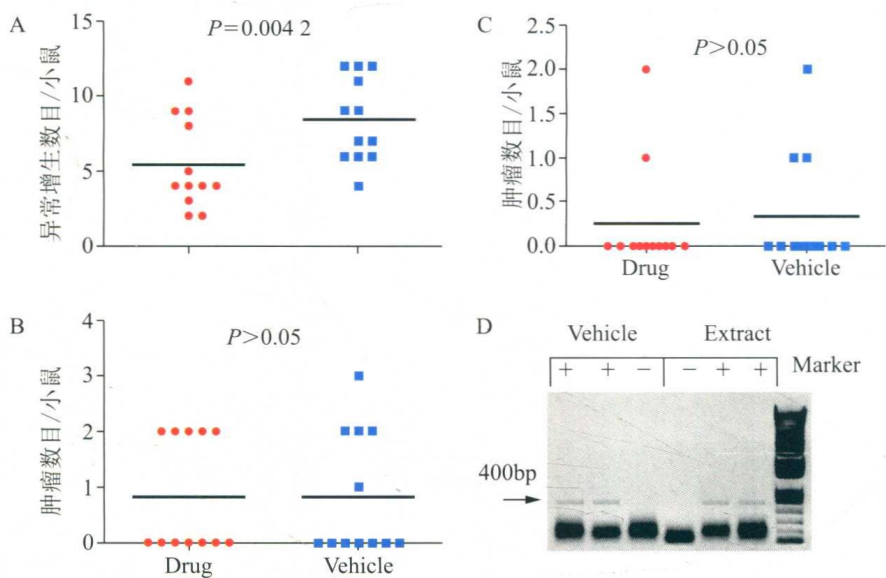 A
异常增生数目/小鼠
P=0.004 2
15
10
5
0
B
肿瘤数目/小鼠
P>0.05
4
3
2
1
0
Drug Vehicle
C
肿瘤数目/小鼠
P>0.05
2.0
1.5
1.0
0.5
0.0
Drug Vehicle
D
Vehicle Extract
+ + − − + + Marker
400bp